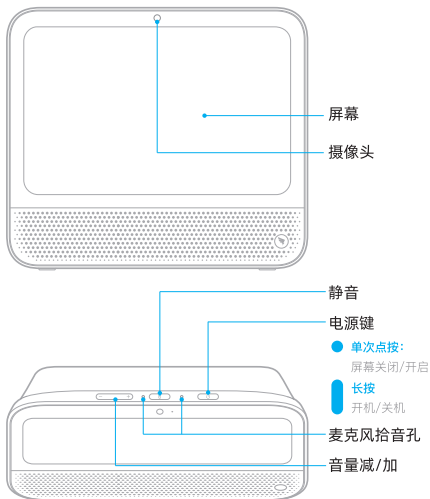 屏幕
摄像头
静音
电源键
单次点按：
屏幕关闭/开启
长按
开机/关机
麦克风拾音孔
音量减/加